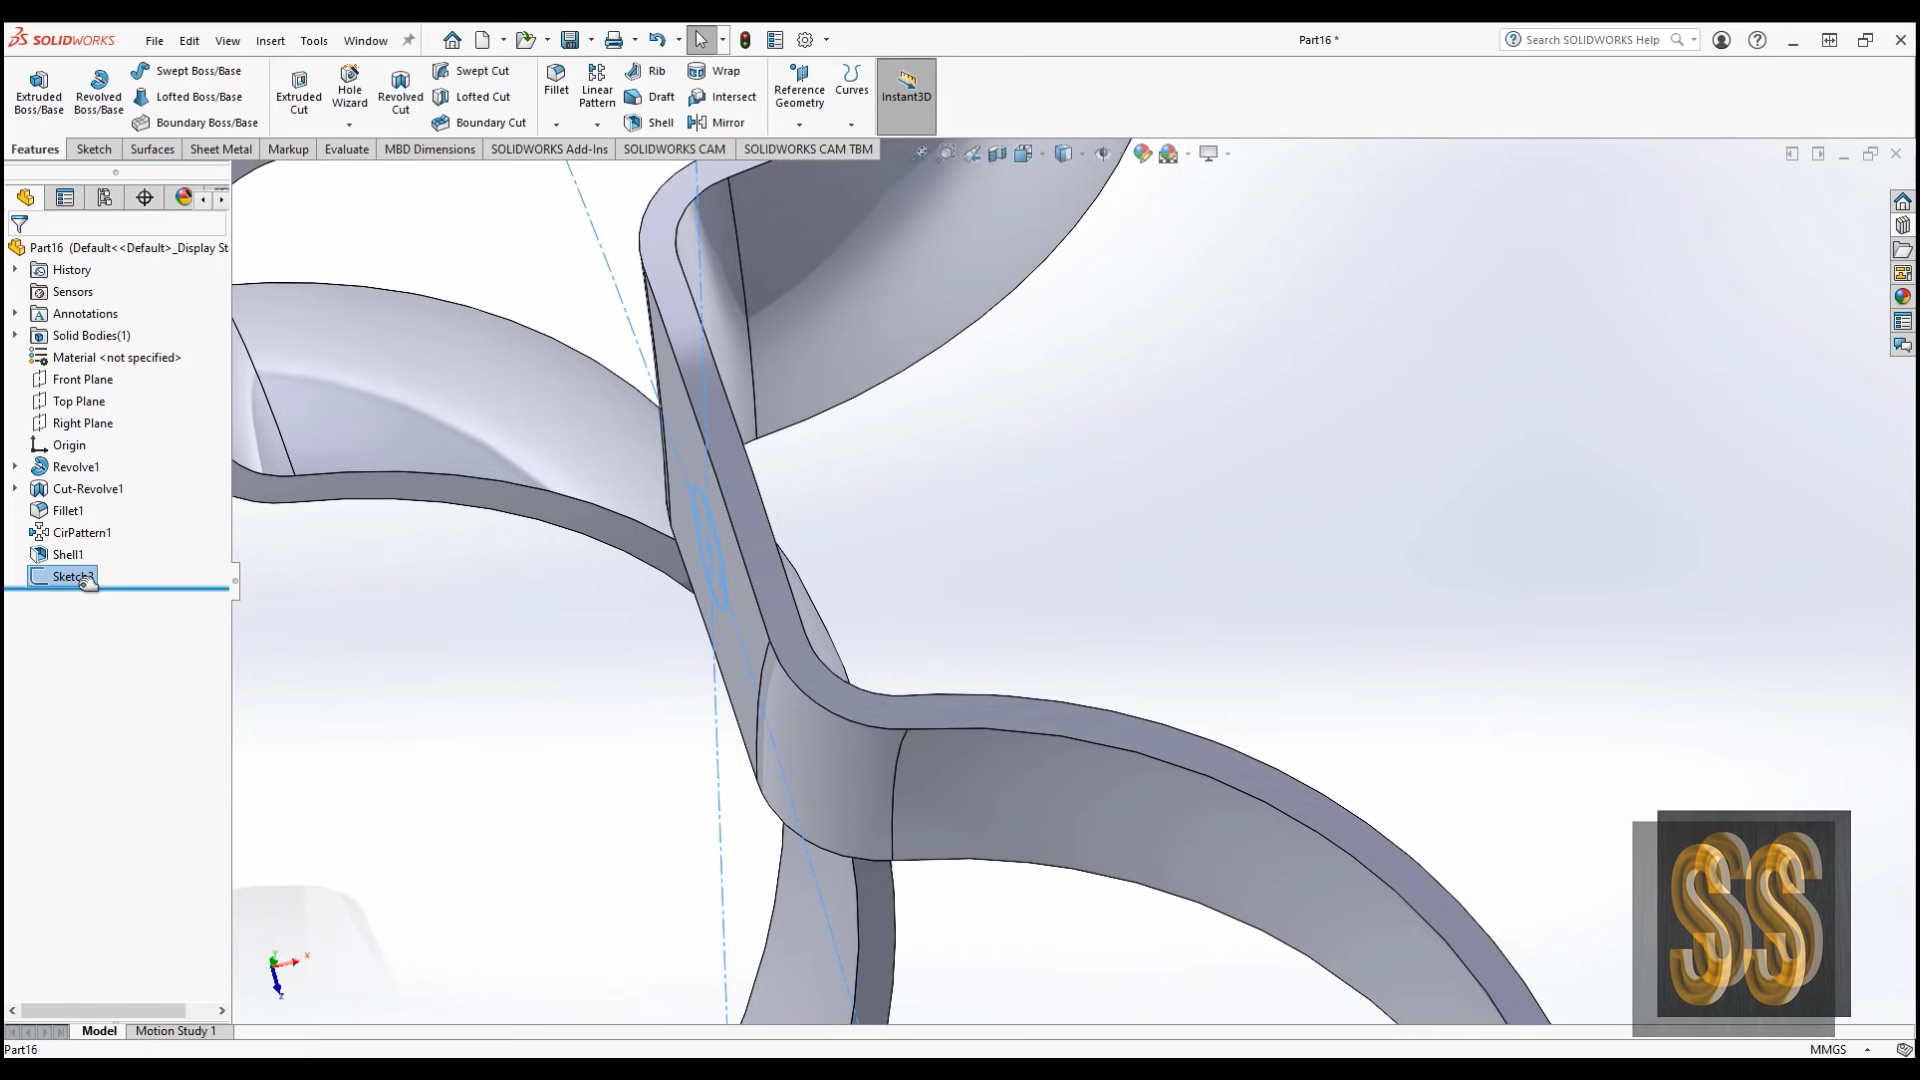 SOLIDWORKS File Edit View Insert Tools Window Part16 * Search SOLIDWORKS Help
Extruded Boss/Base
Revolved Boss/Base
Swept Boss/Base
Lofted Boss/Base
Boundary Boss/Base
Extruded Cut
Hole Wizard
Revolved Cut
Swept Cut
Lofted Cut
Boundary Cut
Fillet
Linear Pattern
Rib
Draft
Shell
Wrap
Intersect
Mirror
Reference Geometry
Curves
Instant3D
Features Sketch Surfaces Sheet Metal Markup Evaluate MBD Dimensions SOLIDWORKS Add-Ins SOLIDWORKS CAM SOLIDWORKS CAM TBM
Part16 (Default<<Default>_Display St
History
Sensors
Annotations
Solid Bodies(1)
Material <not specified>
Front Plane
Top Plane
Right Plane
Origin
Revolve1
Cut-Revolve1
Fillet1
CirPattern1
Shell1
Sketch3
Y
X
Z
SS
Model Motion Study 1
Part16 MMGS